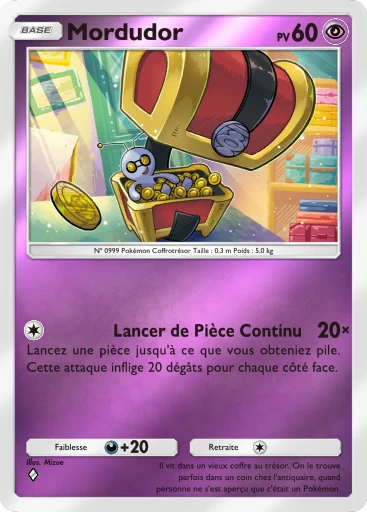 BASE Mordudor PV 60
N° 0999 Pokémon Coffrotrésor Taille : 0,3 m Poids : 5,0 kg
Lancer de Pièce Continu 20×
Lancez une pièce jusqu'à ce que vous obteniez pile.
Cette attaque inflige 20 dégâts pour chaque côté face.
Faiblesse +20 Retraite
Illus. Mizue
Il vit dans un vieux coffre au trésor. On le trouve
parfois dans un coin chez l'antiquaire, quand
personne ne s'est aperçu que c'était un Pokémon.